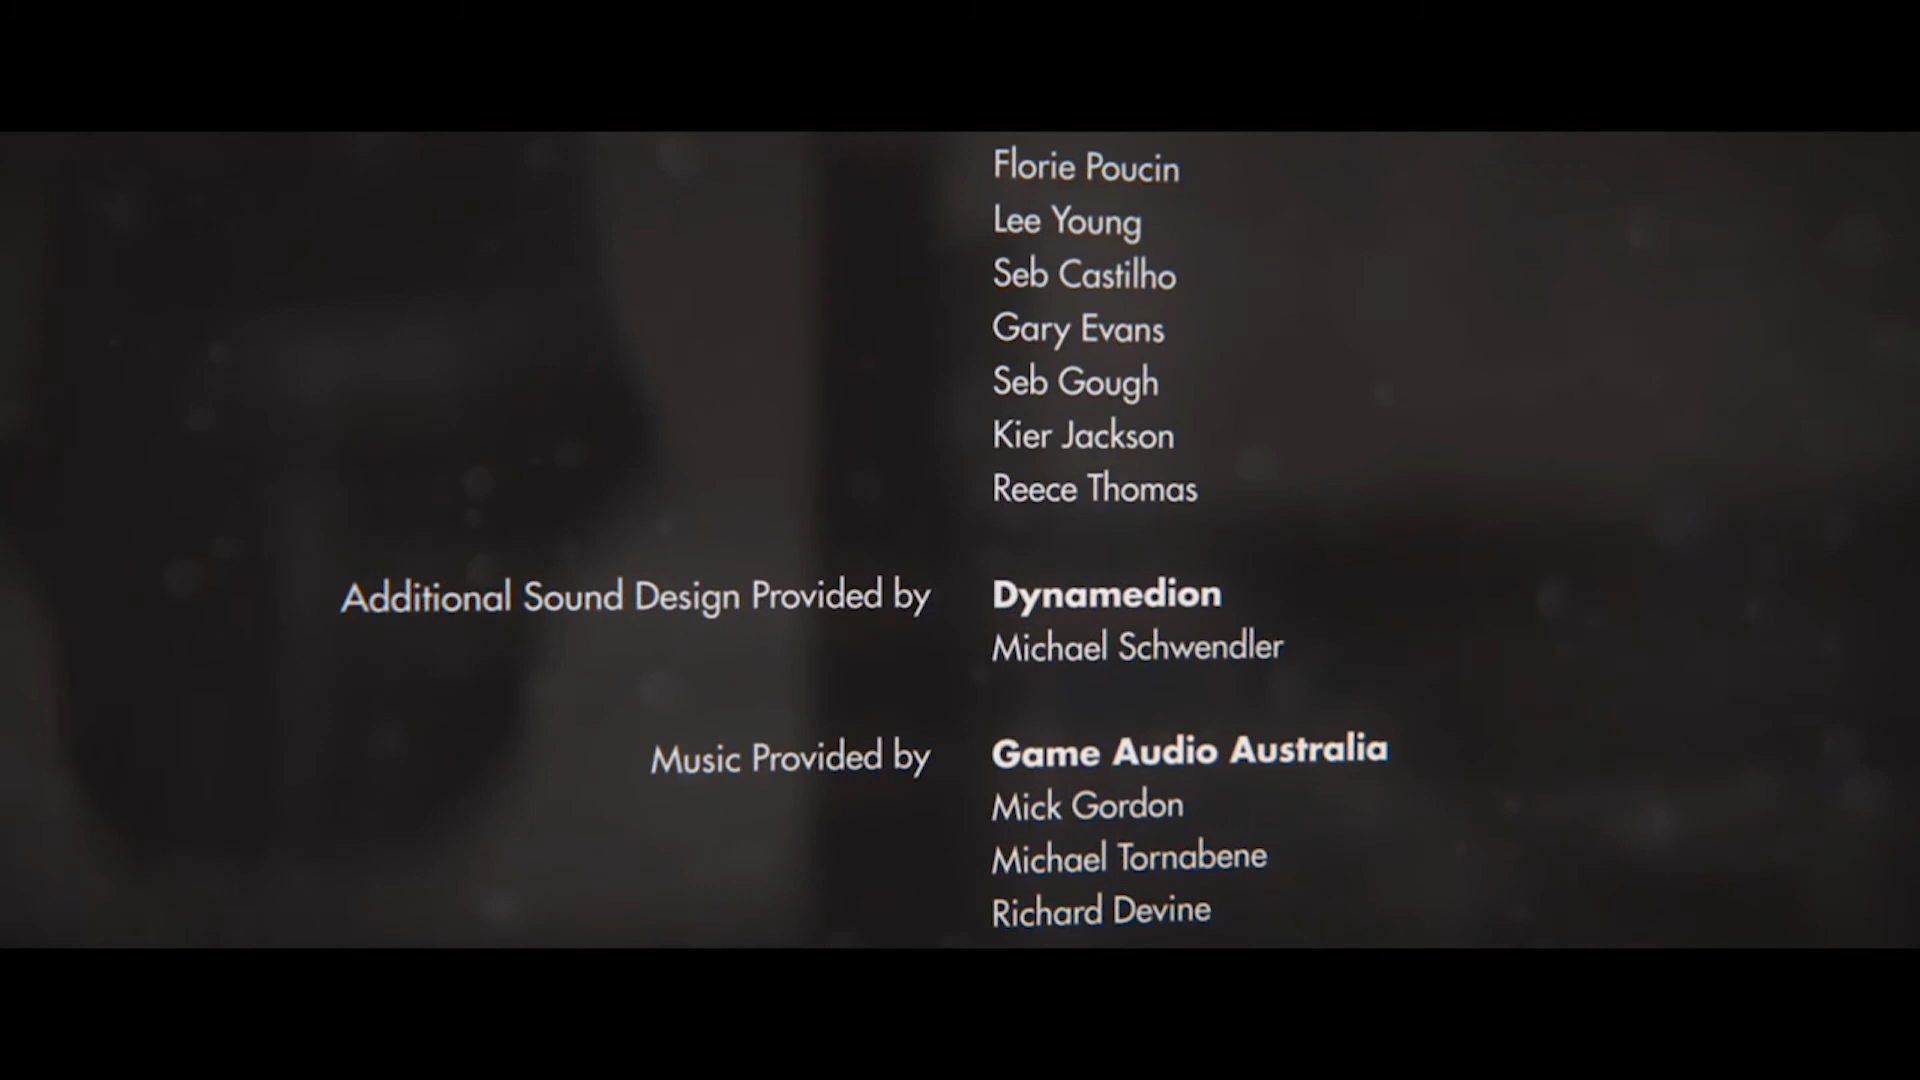 Florie Poucin
Lee Young
Seb Castilho
Gary Evans
Seb Gough
Kier Jackson
Reece Thomas
Additional Sound Design Provided by Dynamedion
Michael Schwendler
Music Provided by Game Audio Australia
Mick Gordon
Michael Tornabene
Richard Devine